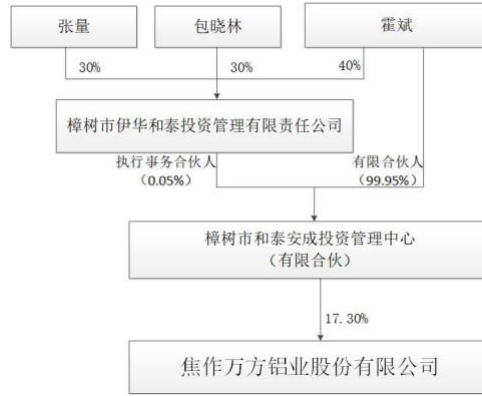 张量
包晓林
霍斌
30%
30%
40%
樟树市伊华和泰投资管理有限责任公司
执行事务合伙人
（0.05%）
有限合伙人
（99.95%）
樟树市和泰安成投资管理中心
（有限合伙）
17.30%
焦作万方铝业股份有限公司